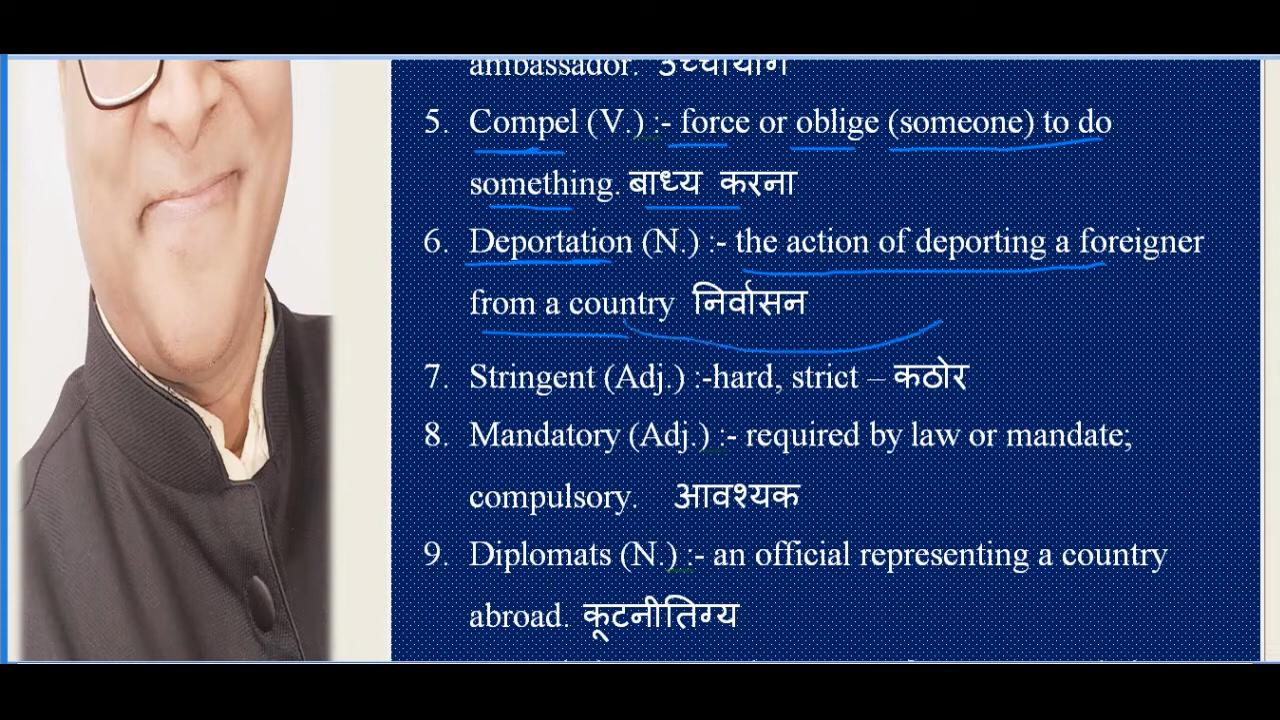 ambassador. उच्चायोग
5. Compel (V.) :- force or oblige (someone) to do
something. बाध्य करना
6. Deportation (N.) :- the action of deporting a foreigner
from a country निर्वासन
7. Stringent (Adj.) :-hard, strict – कठोर
8. Mandatory (Adj.) :- required by law or mandate;
compulsory. आवश्यक
9. Diplomats (N.) :- an official representing a country
abroad. कूटनीतिग्य